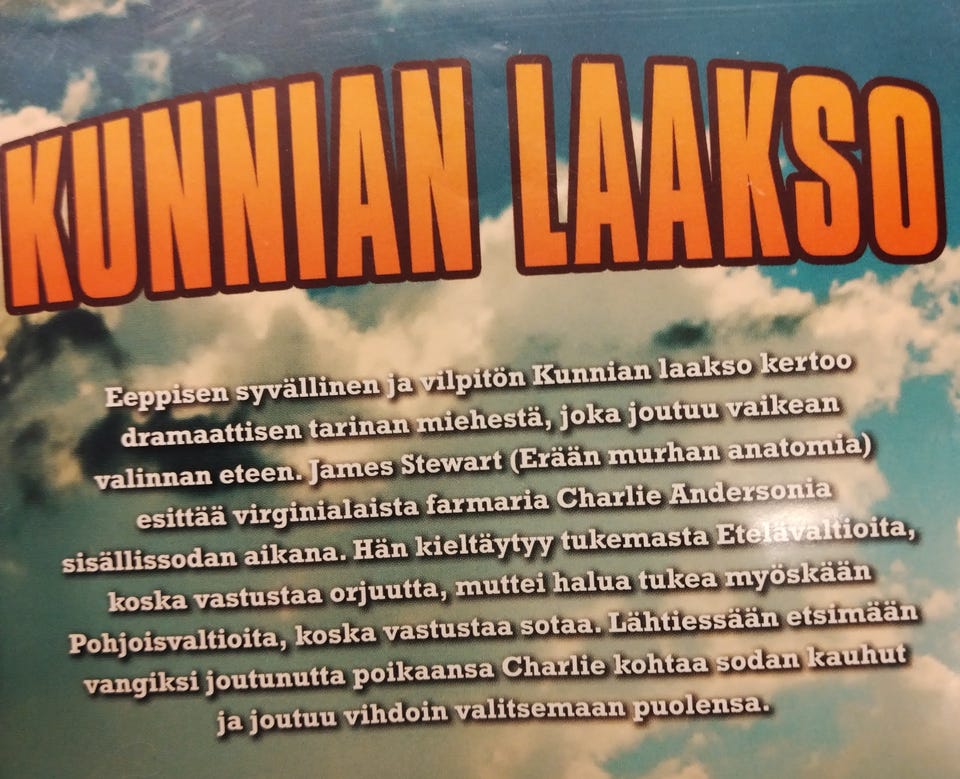 KUNNIAN LAAKSO
Eeppisen syvällinen ja vilpitön Kunnian laakso kertoo
dramaattisen tarinan miehestä, joka joutuu vaikean
valinnan eteen. James Stewart (Erään murhan anatomia)
esittää virginialaista farmaria Charlie Andersonia
sisällissodan aikana. Hän kieltäytyy tukemasta Etelävaltioita,
koska vastustaa orjuutta, muttei halua tukea myöskään
Pohjoisvaltioita, koska vastustaa sotaa. Lähtiessään etsimään
vangiksi joutunutta poikaansa Charlie kohtaa sodan kauhut
ja joutuu vihdoin valitsemaan puolensa.